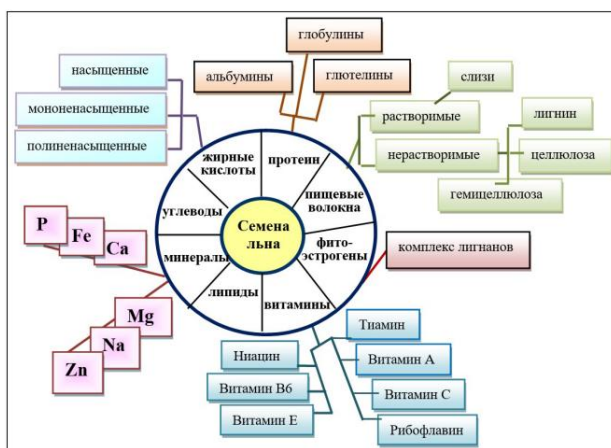 глобулины
насыщенные
альбумины
глютелины
слизи
мононенасыщенные
растворимые
лигнин
полиненасыщенные
нерастворимые
целлюлоза
гемицеллюлоза
жирные
кислоты
протеин
пищевые
волокна
углеводы
Семена
льна
фито-
эстрогены
комплекс лигнанов
минералы
липиды
витамины
P
Fe
Ca
Mg
Na
Zn
Тиамин
Ниацин
Витамин А
Витамин В6
Витамин С
Витамин Е
Рибофлавин